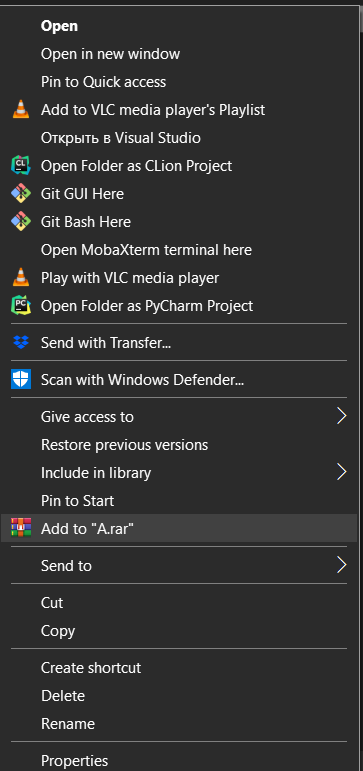 Open
Open in new window
Pin to Quick access
Add to VLC media player's Playlist
Открыть в Visual Studio
CL
Open Folder as CLion Project
Git GUI Here
Git Bash Here
Open MobaXterm terminal here
Play with VLC media player
PC
Open Folder as PyCharm Project
Send with Transfer...
Scan with Windows Defender...
Give access to
Restore previous versions
Include in library
Pin to Start
Add to "A.rar"
Send to
Cut
Copy
Create shortcut
Delete
Rename
Properties